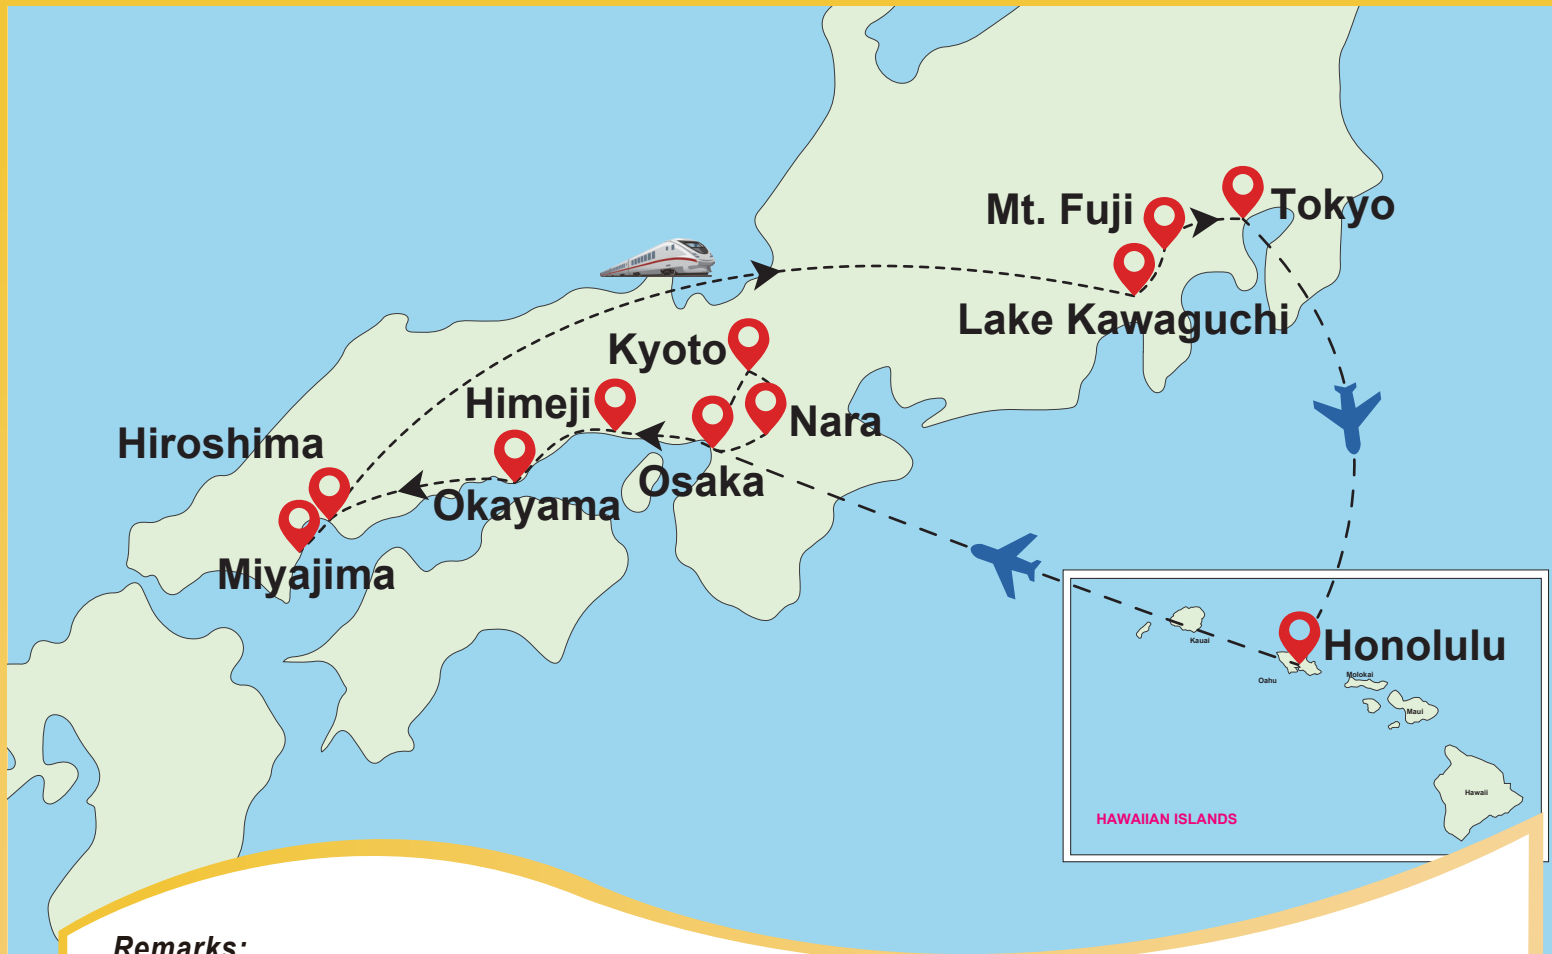 Mt. Fuji
Tokyo
Lake Kawaguchi
Kyoto
Himeji
Nara
Hiroshima
Osaka
Okayama
Miyajima
Honolulu
Kauai
Oahu
Molokai
Maui
Hawaii
HAWAIIAN ISLANDS
Remarks: